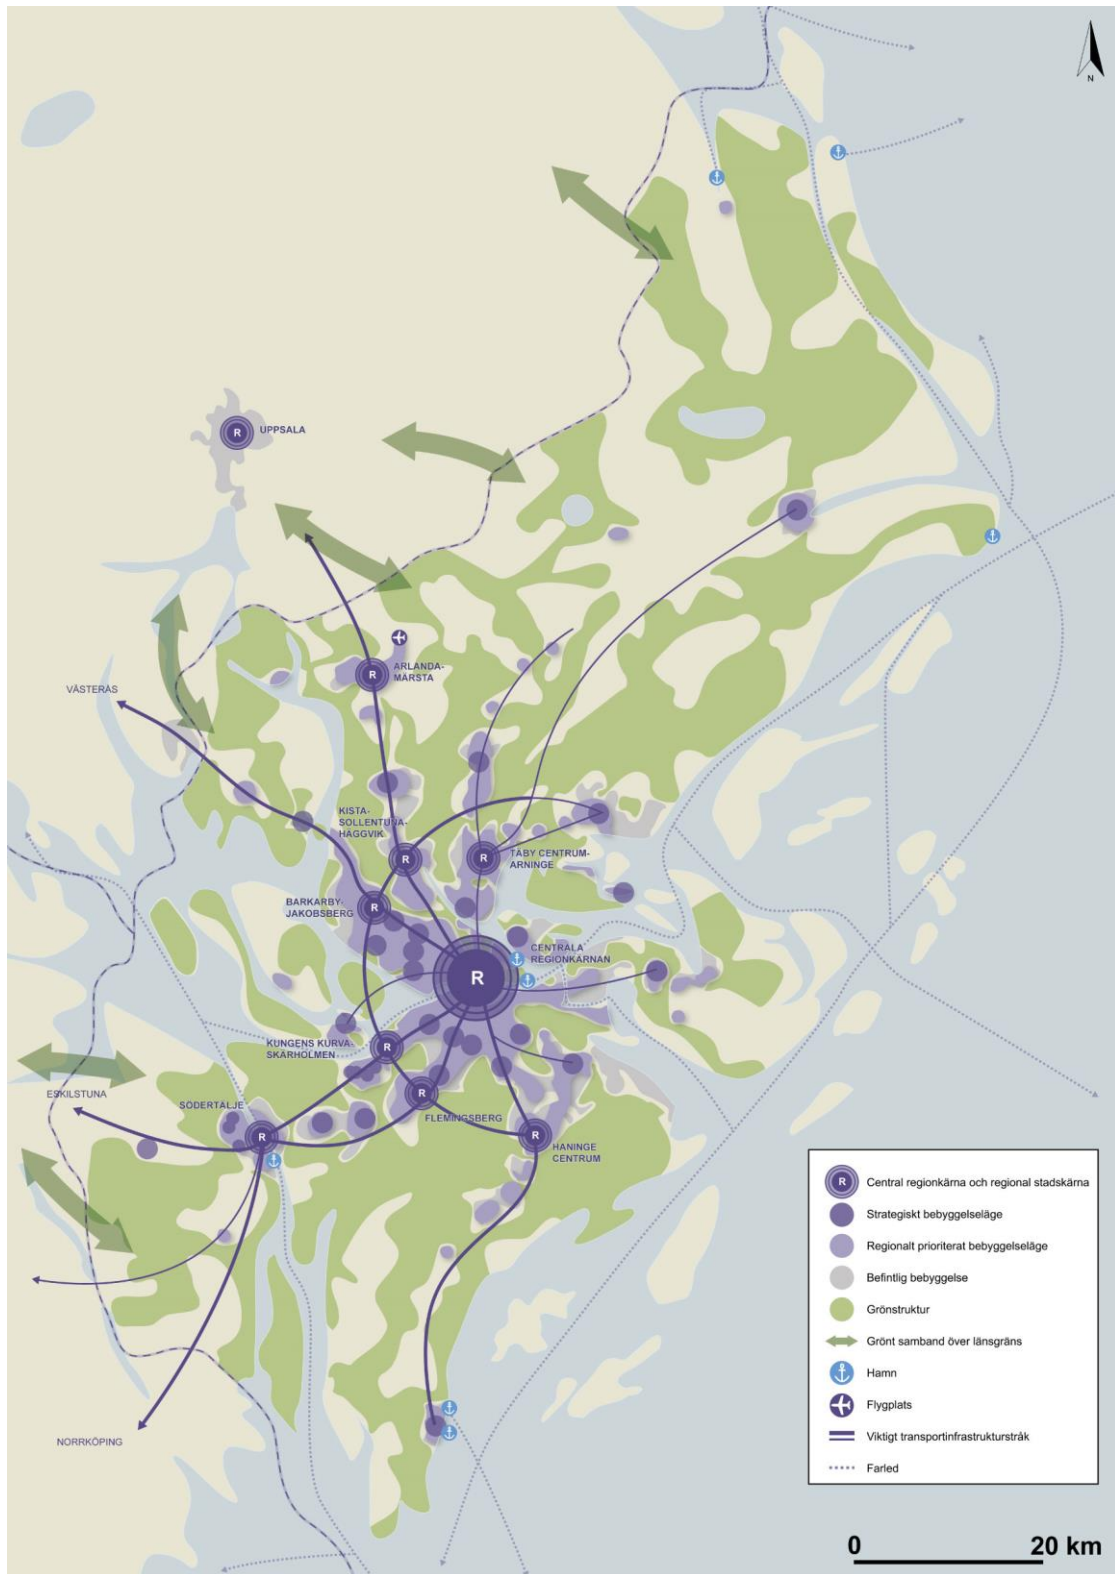 N
R
UPPSALA
ARLANDA-
MÄRSTA
R
VÄSTERÅS
KISTA-
SOLLENTUNA-
HÄGGVIK
R
R
TÄBY CENTRUM-
ARNINGE
BARKARBY-
JAKOBSBERG
R
CENTRALA
REGIONKÄRNAN
R
KUNGENS KURVA-
SKÄRHOLMEN
R
ESKILSTUNA
SÖDERTÄLJE
R
R
FLEMINGSBERG
R
HANINGE
CENTRUM
NORRKÖPING
R
Central regionkärna och regional stadskärna
Strategiskt bebyggelseläge
Regionalt prioriterat bebyggelseläge
Befintlig bebyggelse
Grönstruktur
Grönt samband över länsgräns
Hamn
Flygplats
Viktigt transportinfrastrukturstråk
Farled
0 20 km